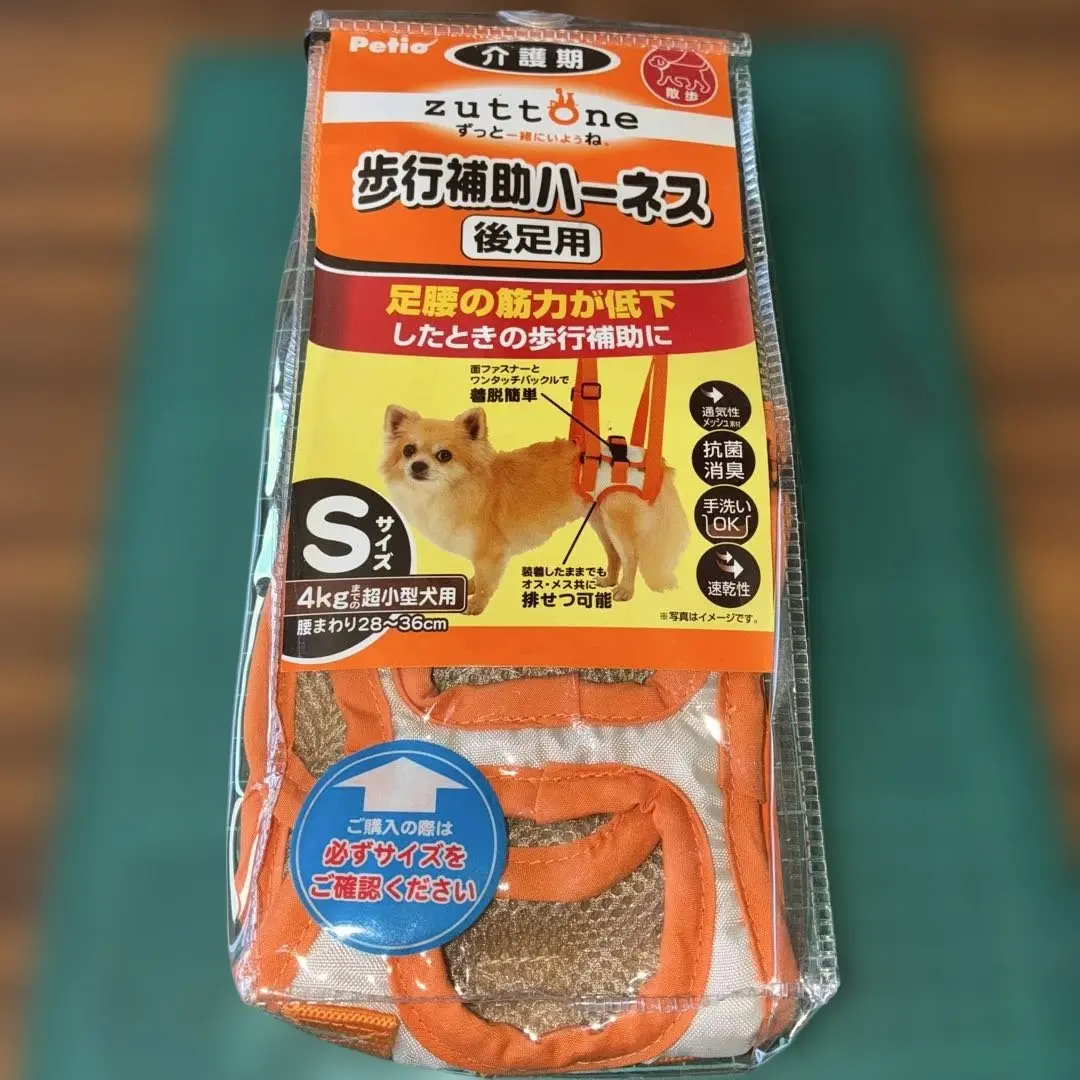 Petio
介護期
散歩
zuttone
ずっと一緒にいようね。
歩行補助ハーネス
後足用
足腰の筋力が低下
したときの歩行補助に
面ファスナーと
ワンタッチバックルで
着脱簡単
通気性
メッシュ素材
抗菌
消臭
手洗い
OK
速乾性
Sサイズ
4kgまでの超小型犬用
腰まわり28~36cm
装着したままでも
オス・メス共に
排せつ可能
※写真はイメージです。
ご購入の際は
必ずサイズを
ご確認ください